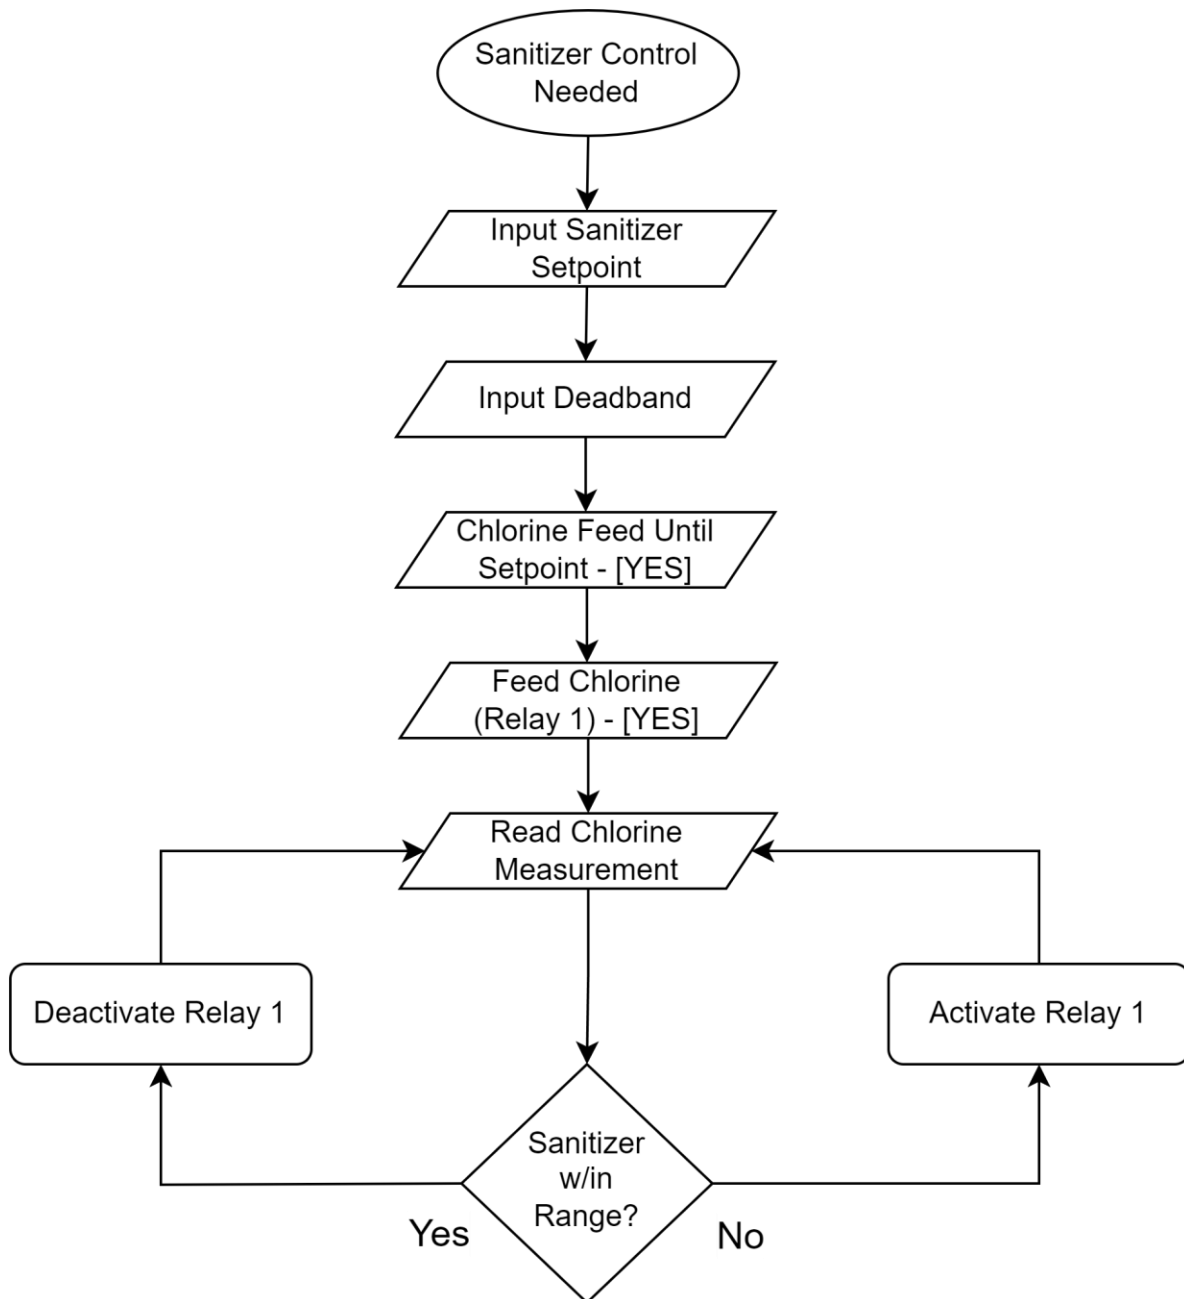 Sanitizer Control
Needed
Input Sanitizer
Setpoint
Input Deadband
Chlorine Feed Until
Setpoint - [YES]
Feed Chlorine
(Relay 1) - [YES]
Read Chlorine
Measurement
Deactivate Relay 1
Activate Relay 1
Sanitizer
w/in
Range?
Yes
No